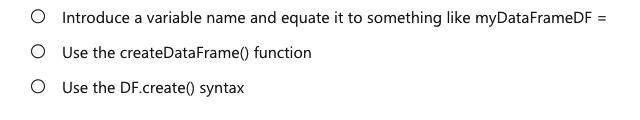 Introduce a variable name and equate it to something like myDataFrameDF =
Use the createDataFrame() function
Use the DF.create() syntax